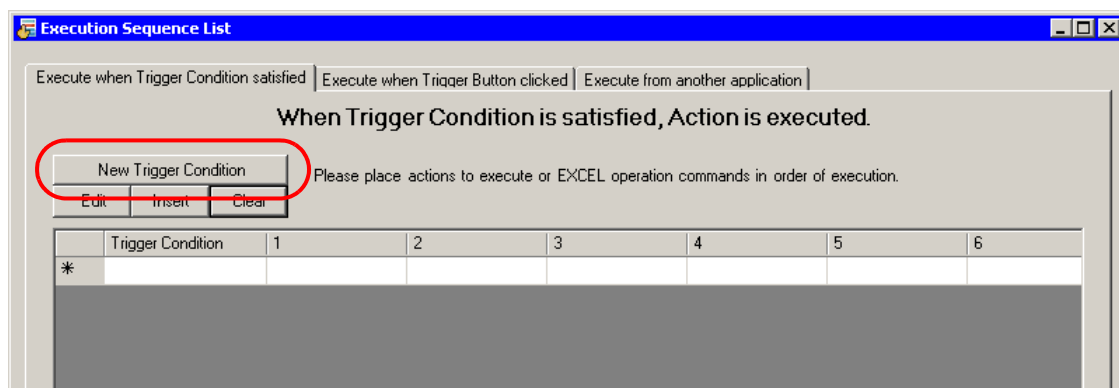 Execution Sequence List
Execute when Trigger Condition satisfied Execute when Trigger Button clicked Execute from another application
When Trigger Condition is satisfied, Action is executed.
New Trigger Condition
Please place actions to execute or EXCEL operation commands in order of execution.
Edit Insert Clear
Trigger Condition 1 2 3 4 5 6
*